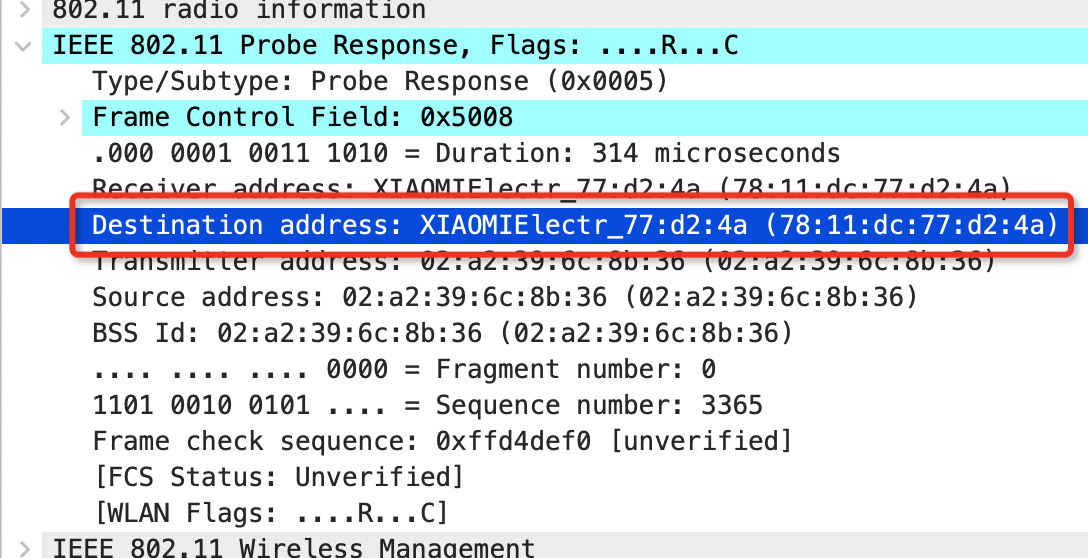 802.11 radio information
IEEE 802.11 Probe Response, Flags: ....R...C
Type/Subtype: Probe Response (0x0005)
Frame Control Field: 0x5008
.000 0001 0011 1010 = Duration: 314 microseconds
Receiver address: XIAOMIElectr_77:d2:4a (78:11:dc:77:d2:4a)
Destination address: XIAOMIElectr_77:d2:4a (78:11:dc:77:d2:4a)
Transmitter address: 02:a2:39:6c:8b:36 (02:a2:39:6c:8b:36)
Source address: 02:a2:39:6c:8b:36 (02:a2:39:6c:8b:36)
BSS Id: 02:a2:39:6c:8b:36 (02:a2:39:6c:8b:36)
.... .... .... 0000 = Fragment number: 0
1101 0010 0101 .... = Sequence number: 3365
Frame check sequence: 0xffd4def0 [unverified]
[FCS Status: Unverified]
[WLAN Flags: ....R...C]
IEEE 802.11 Wireless Management